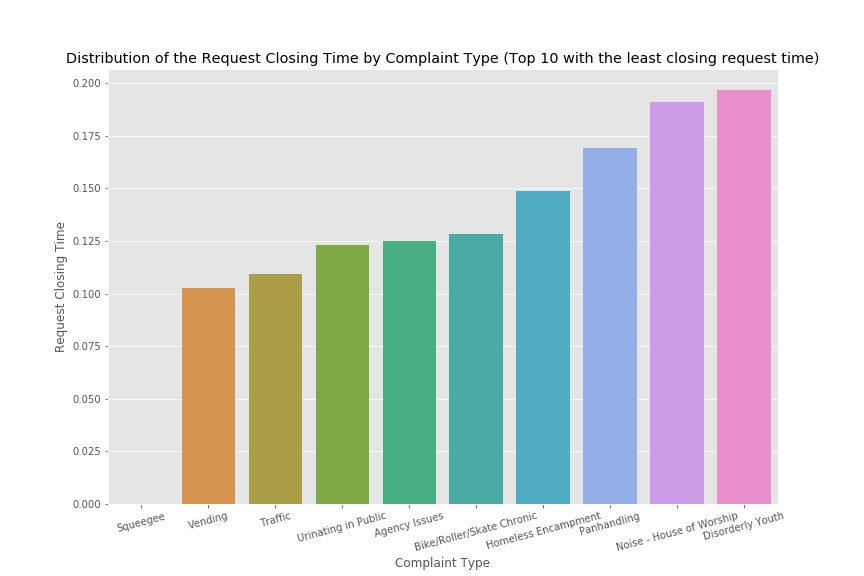 Distribution of the Request Closing Time by Complaint Type (Top 10 with the least closing request time)
0.200
0.175
0.150
0.125
0.100
0.075
0.050
0.025
0.000
Request Closing Time
Squeegee
Vending
Traffic
Urinating in Public
Agency Issues
Bike/Roller/Skate Chronic
Homeless Encampment
Panhandling
Noise - House of Worship
Disorderly Youth
Complaint Type